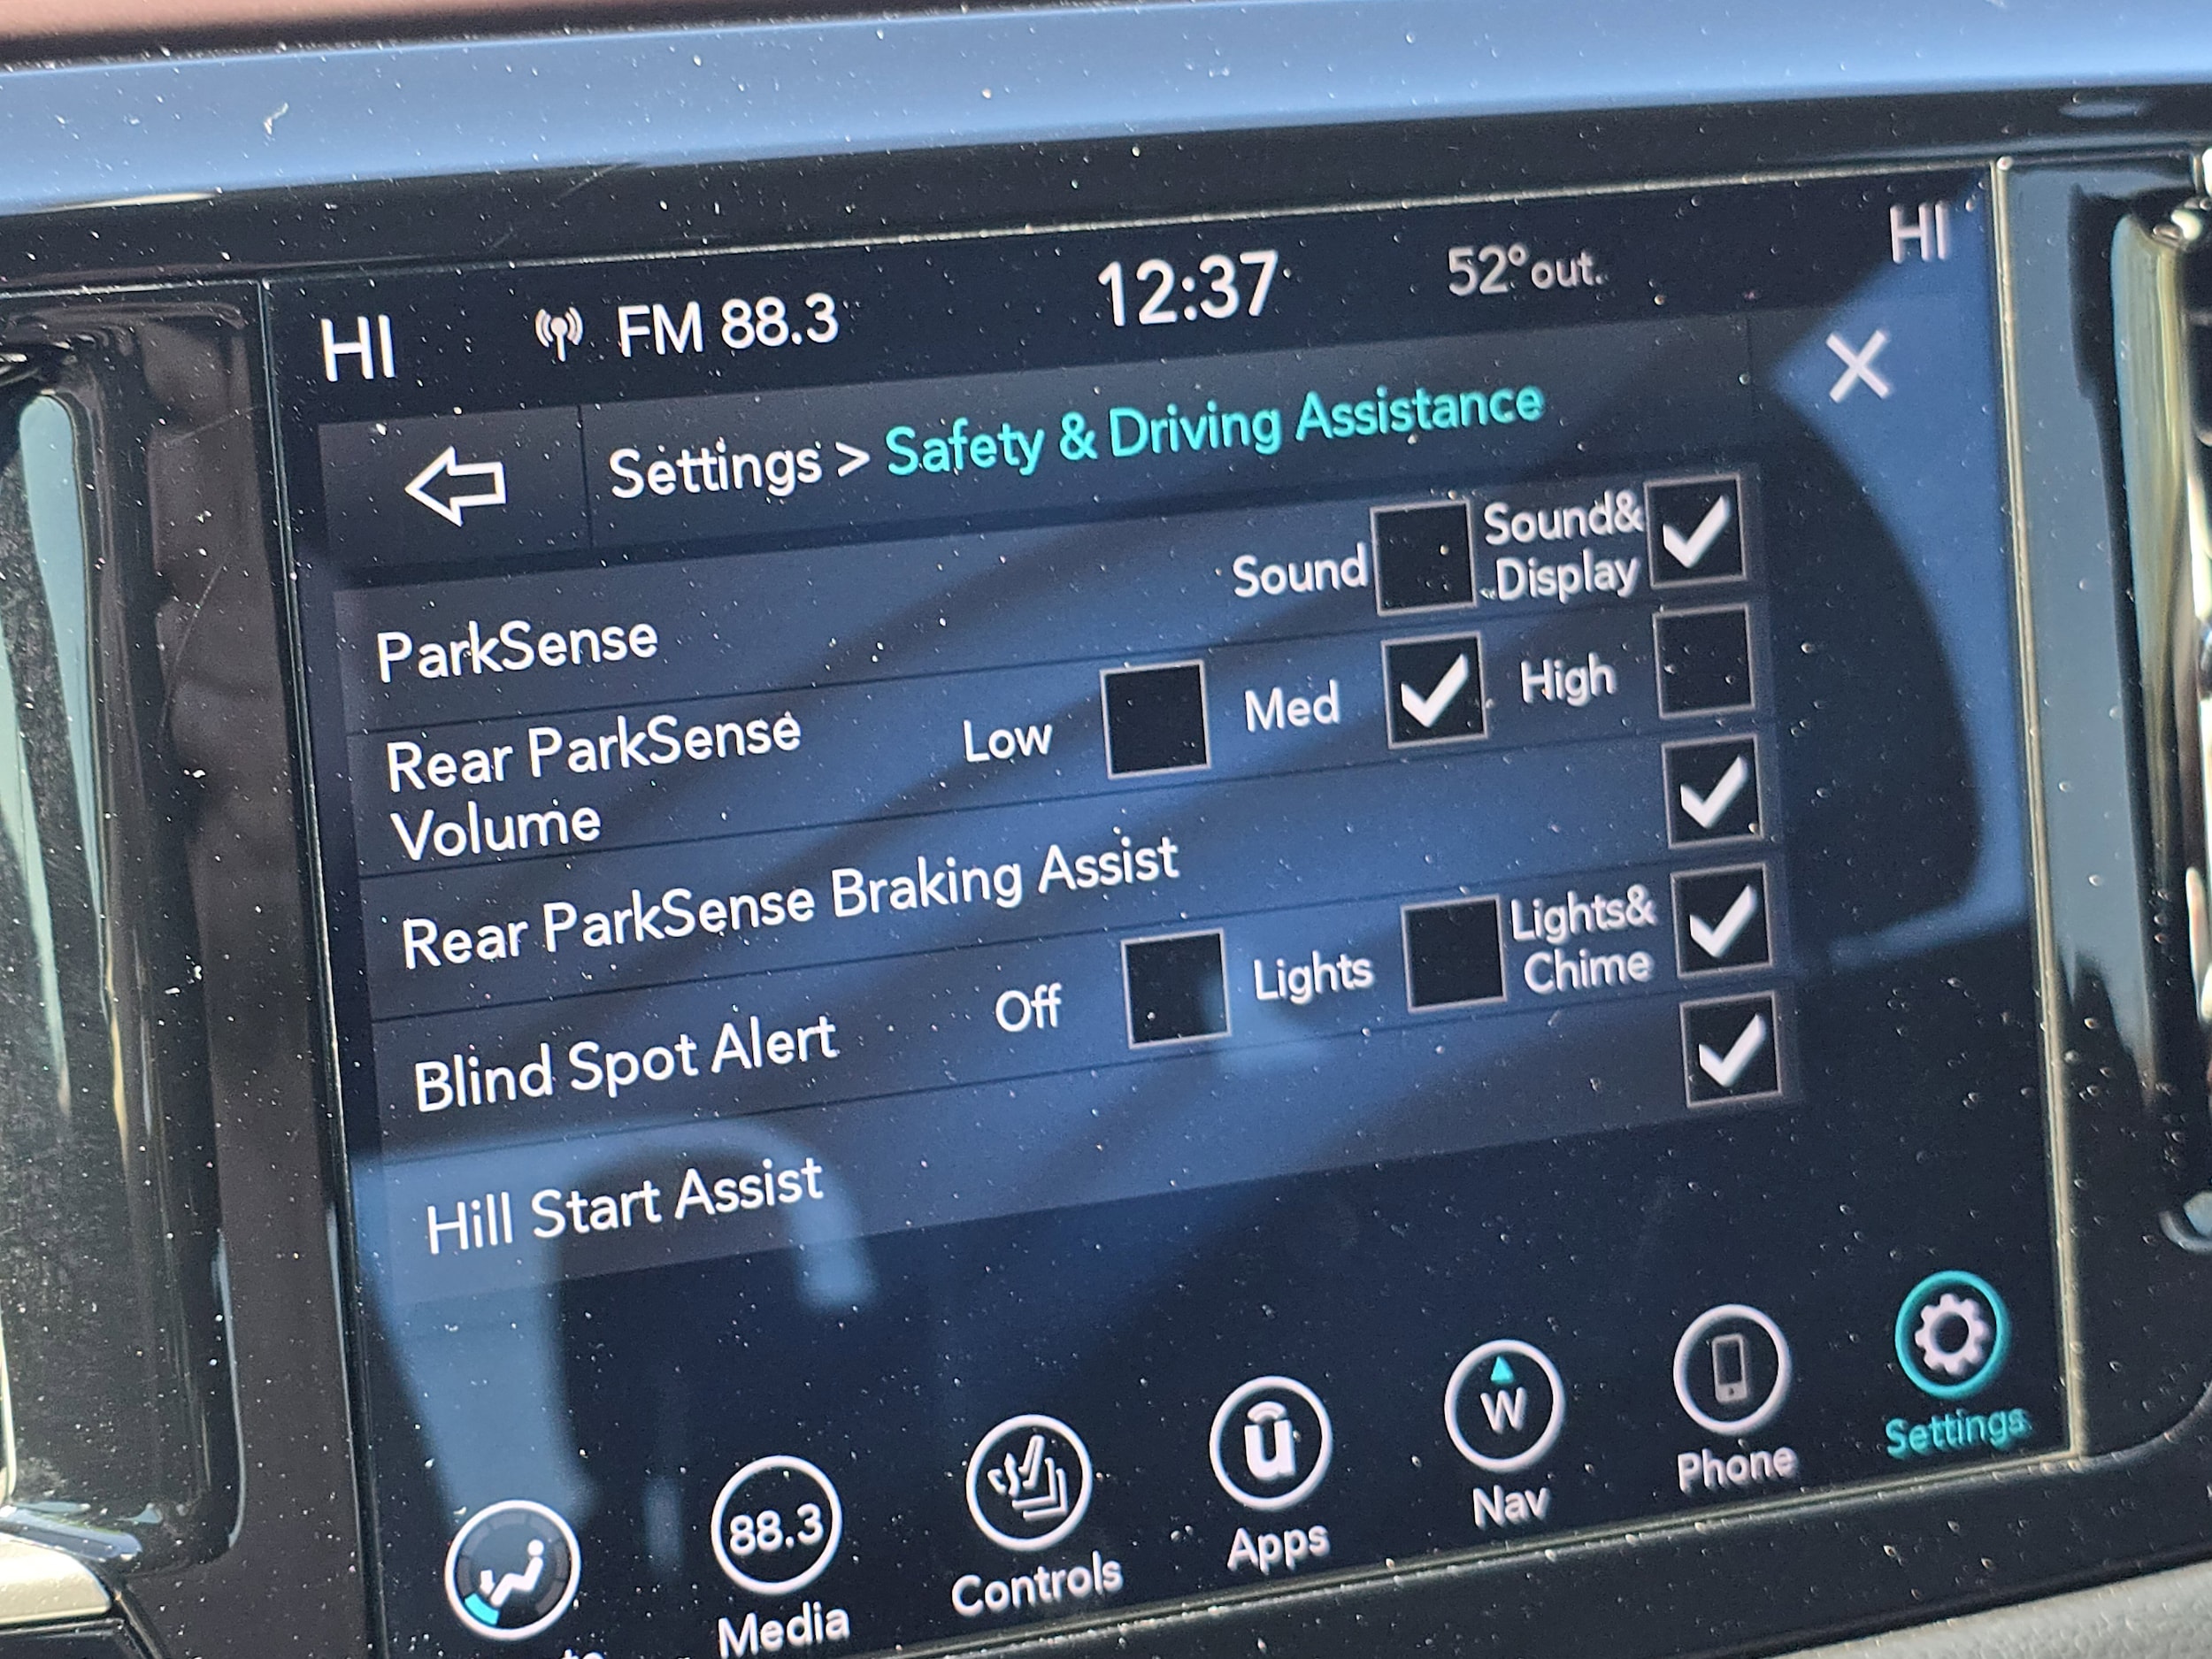 HI FM 88.3 12:37 52°out. HI
Settings > Safety & Driving Assistance
ParkSense Sound Sound&
Display
Rear ParkSense Low Med High
Volume
Rear ParkSense Braking Assist
Blind Spot Alert Off Lights Lights&
Chime
Hill Start Assist
88.3 u W
Media Controls Apps Nav Phone Settings